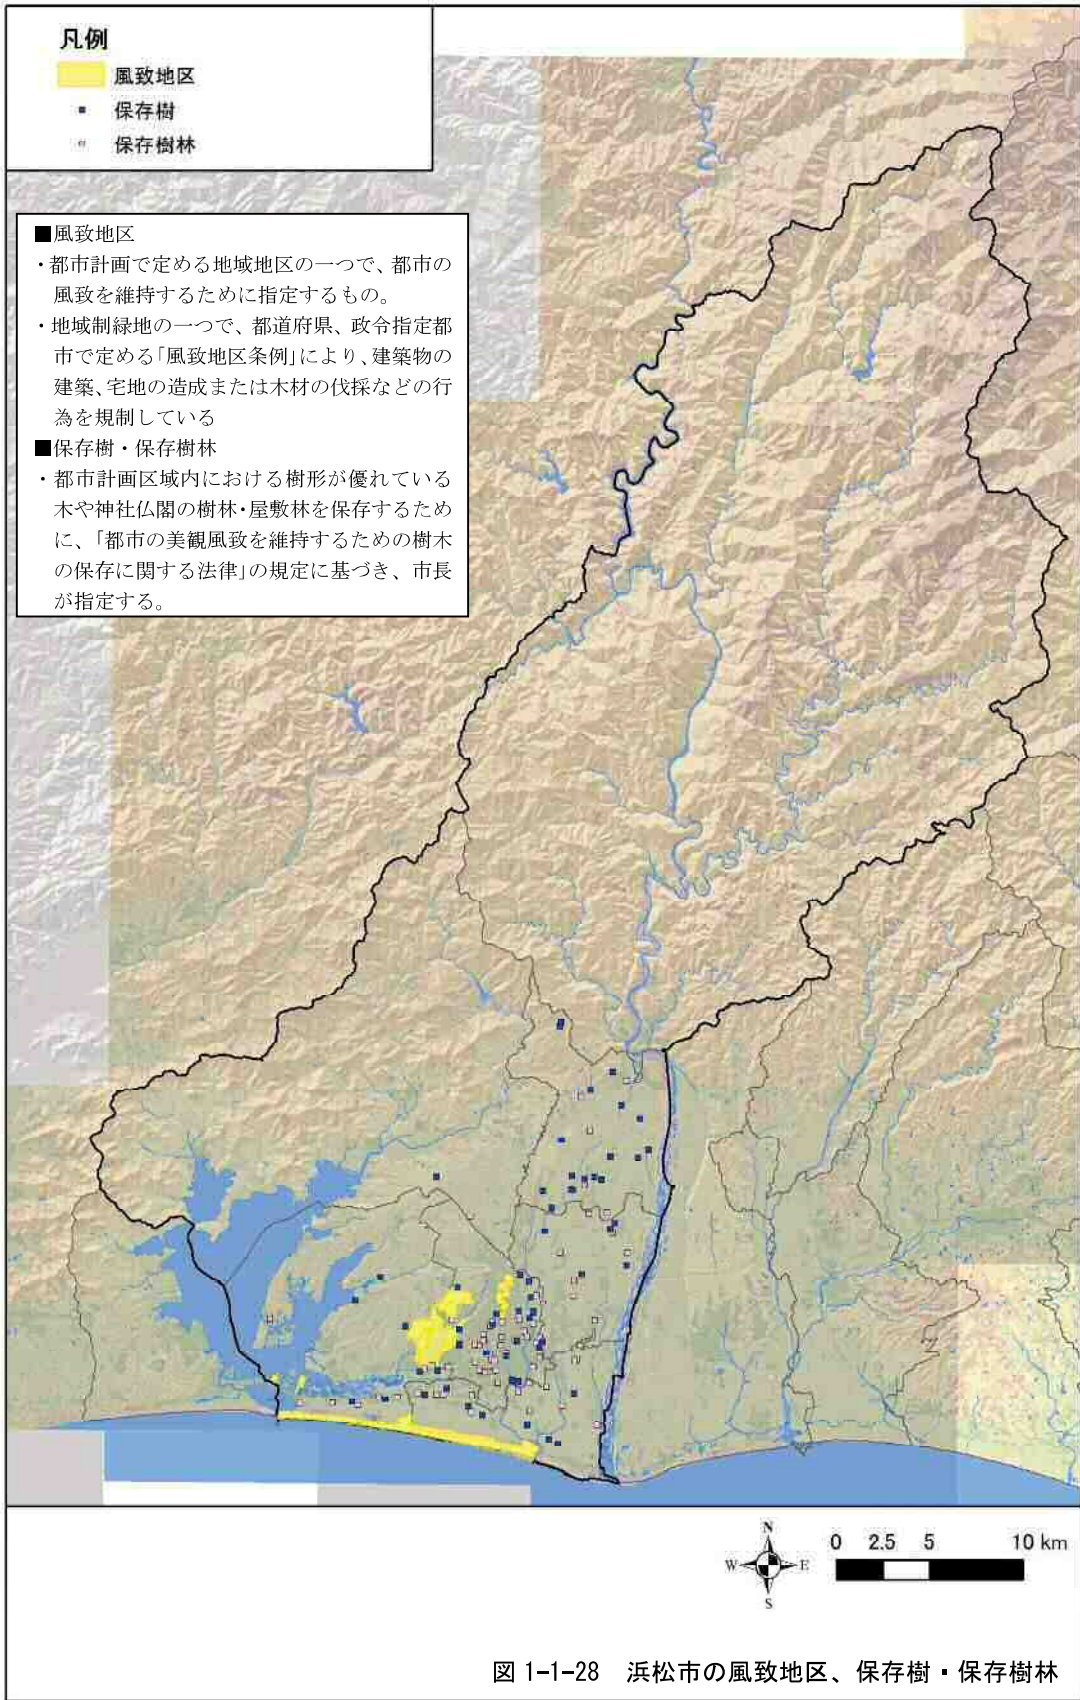 凡例
風致地区
保存樹
保存樹林
■風致地区
・都市計画で定める地域地区の一つで、都市の
風致を維持するために指定するもの。
・地域制緑地の一つで、都道府県、政令指定都
市で定める「風致地区条例」により、建築物の
建築、宅地の造成または木材の伐採などの行
為を規制している
■保存樹・保存樹林
・都市計画区域内における樹形が優れている
木や神社仏閣の樹林・屋敷林を保存するため
に、「都市の美観風致を維持するための樹木
の保存に関する法律」の規定に基づき、市長
が指定する。
N
W E
S
0 2.5 5 10 km
図 1-1-28 浜松市の風致地区、保存樹・保存樹林